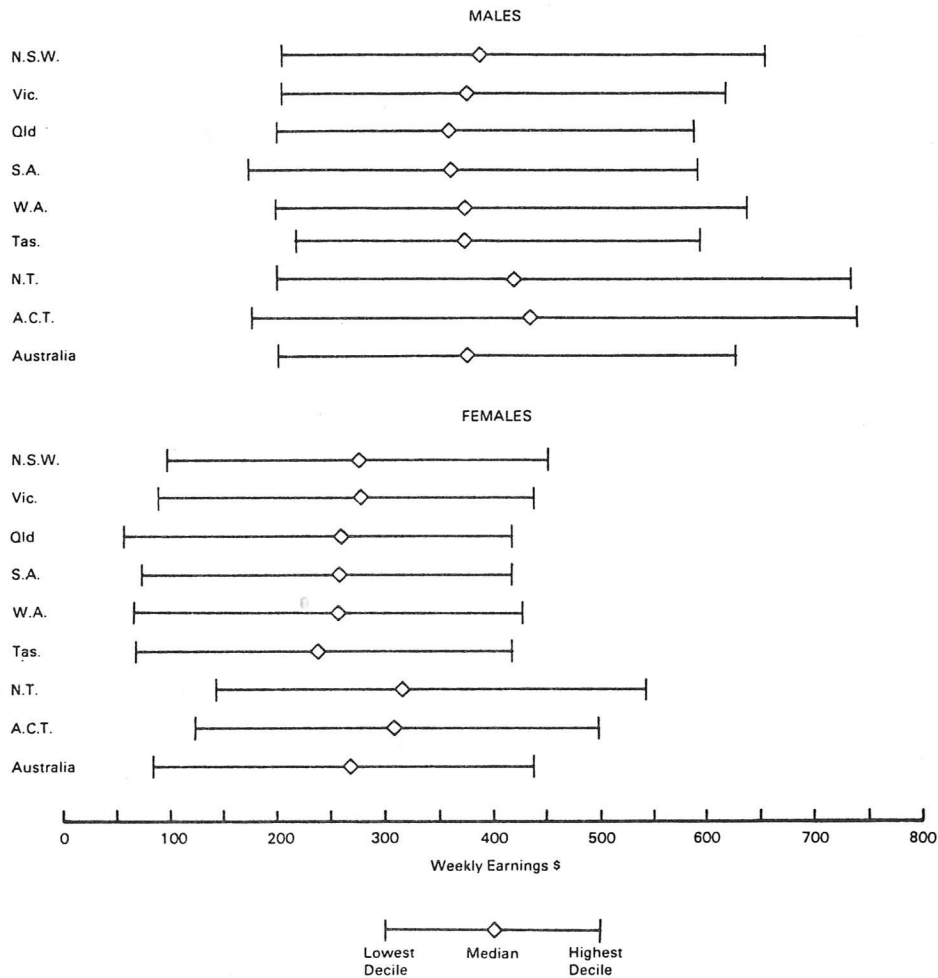 MALES
N.S.W.
Vic.
Qld
S.A.
W.A.
Tas.
N.T.
A.C.T.
Australia
FEMALES
N.S.W.
Vic.
Qld
S.A.
W.A.
Tas.
N.T.
A.C.T.
Australia
0 100 200 300 400 500 600 700 800
Weekly Earnings $
Lowest Median Highest
Decile Decile